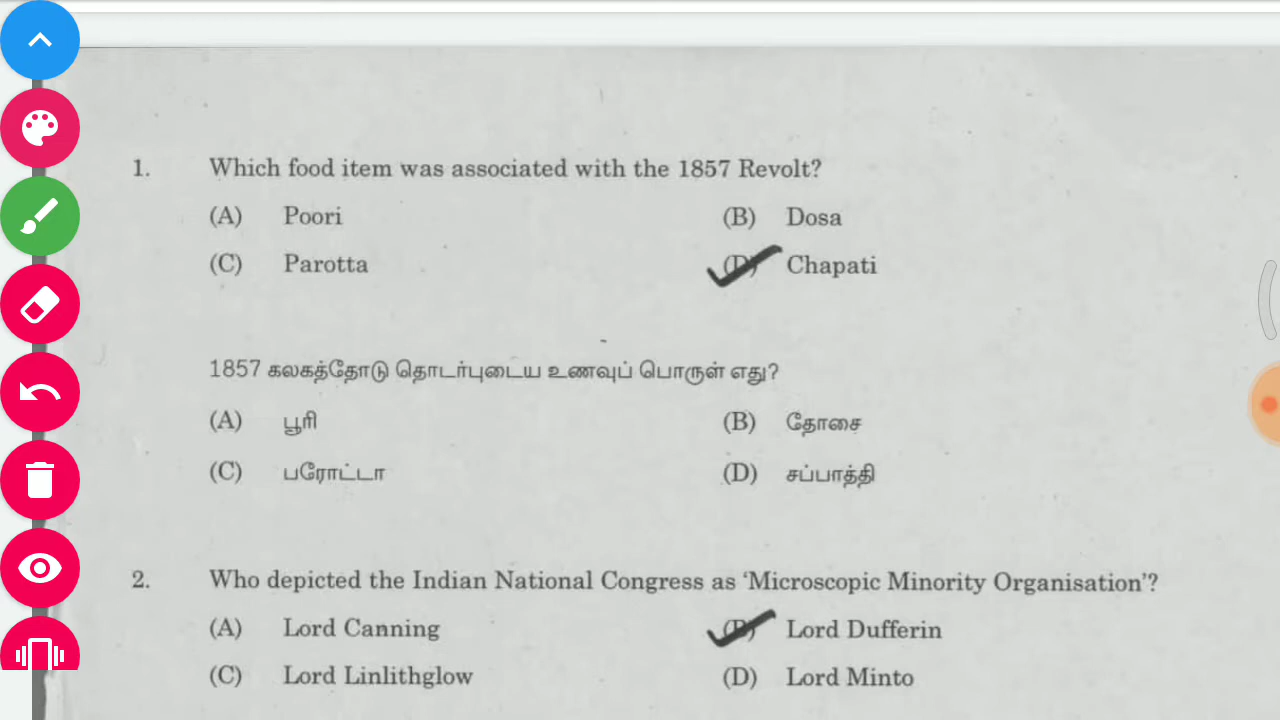 1. Which food item was associated with the 1857 Revolt?
(A) Poori (B) Dosa
(C) Parotta (D) Chapati
1857 கலகத்தோடு தொடர்புடைய உணவுப் பொருள் எது?
(A) பூரி (B) தோசை
(C) பரோட்டா (D) சப்பாத்தி
2. Who depicted the Indian National Congress as ‘Microscopic Minority Organisation’?
(A) Lord Canning (B) Lord Dufferin
(C) Lord Linlithglow (D) Lord Minto